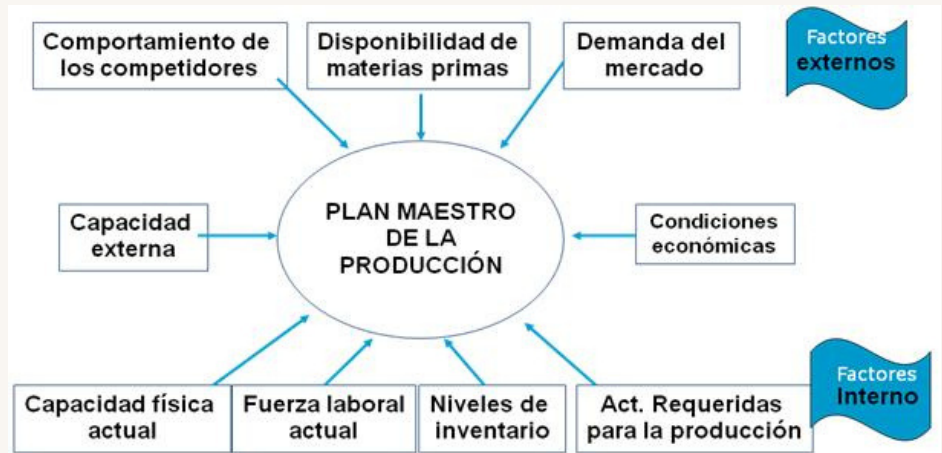 Comportamiento de
los competidores
Disponibilidad de
materias primas
Demanda del
mercado
Factores
externos
Capacidad
externa
PLAN MAESTRO
DE LA
PRODUCCIÓN
Condiciones
económicas
Capacidad física
actual
Fuerza laboral
actual
Niveles de
inventario
Act. Requeridas
para la producción
Factores
Interno